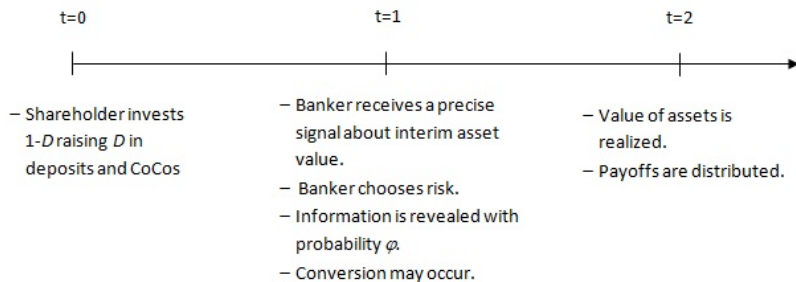 t=0
t=1
t=2
– Shareholder invests
1-D raising D in
deposits and CoCos
– Banker receives a precise
signal about interim asset
value.
– Banker chooses risk.
– Information is revealed with
probability φ.
– Conversion may occur.
– Value of assets is
realized.
– Payoffs are distributed.